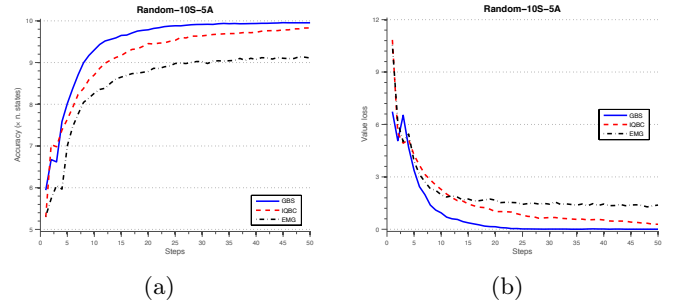 Random-10S-5A
Accuracy (× n. states)
10
9
8
7
6
5
0 5 10 15 20 25 30 35 40 45 50
Steps
GBS
IQBC
EMG
(a)
Random-10S-5A
Value loss
12
9
6
3
0
0 5 10 15 20 25 30 35 40 45 50
Steps
GBS
IQBC
EMG
(b)